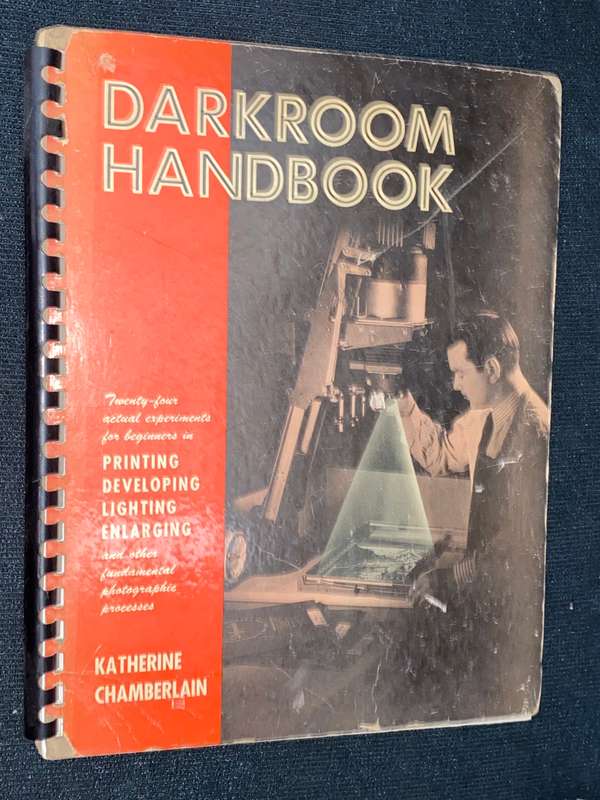 DARKROOM
HANDBOOK
Twenty-four
actual experiments
for beginners in
PRINTING
DEVELOPING
LIGHTING
ENLARGING
and other
fundamental
photographic
processes
KATHERINE
CHAMBERLAIN